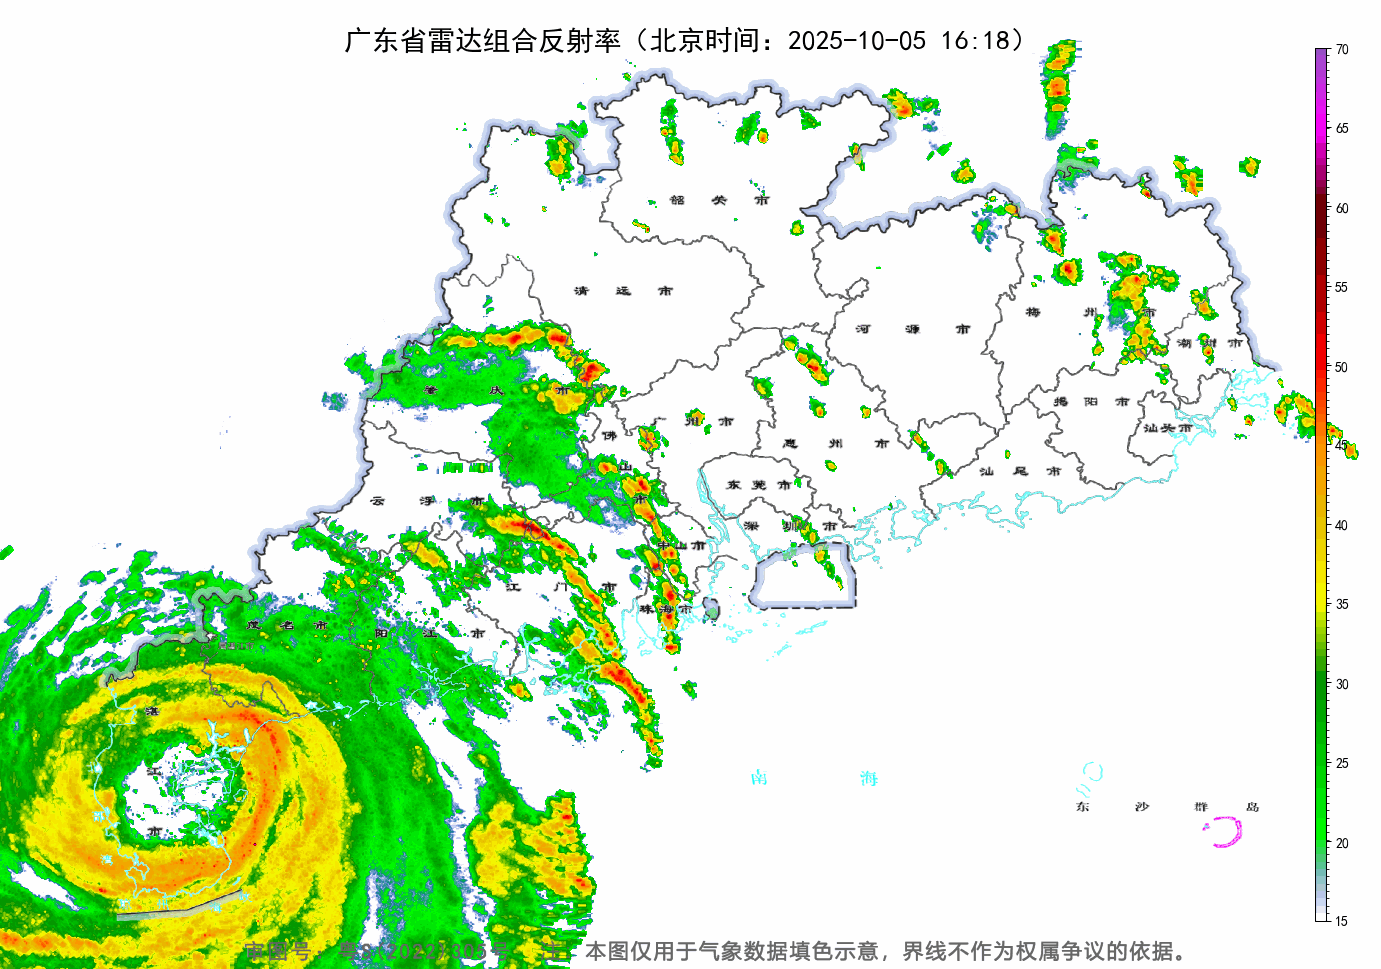 广东省雷达组合反射率（北京时间：2025-10-05 16:18）
70
65
60
55
50
45
40
35
30
25
20
15
韶关市
清远市
河源市
梅州市
潮州市
肇庆市
广州市
佛山市
惠州市
揭阳市
汕头市
汕尾市
东莞市
云浮市
深圳市
中山市
江门市
珠海市
茂名市
阳江市
湛江市
南海
东沙群岛
审图号：粤S(2022)305号 注：本图仅用于气象数据填色示意，界线不作为权属争议的依据。